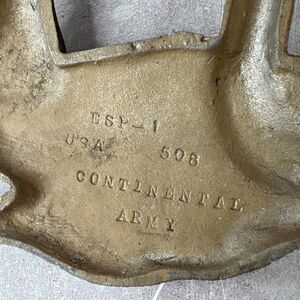 ESP-1
USA 508
CONTINENTAL
ARMY